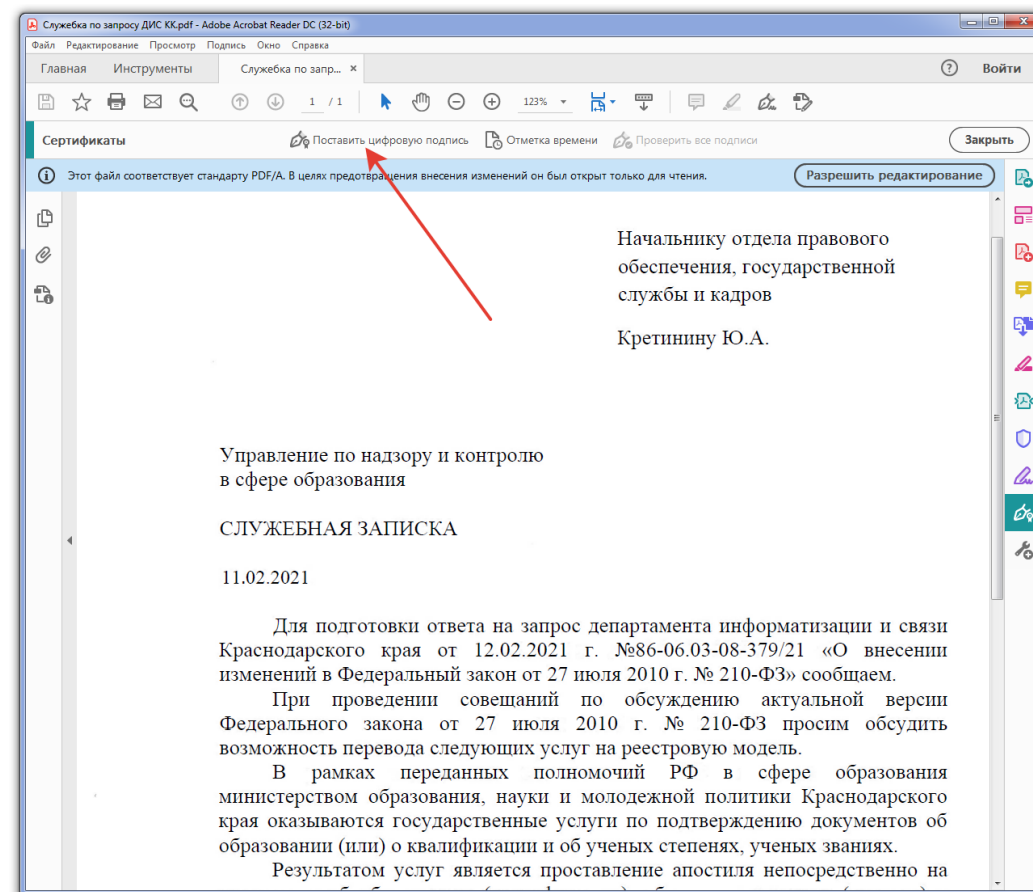 Служебка по запросу ДИС КК.pdf - Adobe Acrobat Reader DC (32-bit)
Файл Редактирование Просмотр Подпись Окно Справка
Главная Инструменты Служебка по запр... × ? Войти
1 / 1 123%
Сертификаты Поставить цифровую подпись Отметка времени Проверить все подписи Закрыть
Этот файл соответствует стандарту PDF/A. В целях предотвращения внесения изменений он был открыт только для чтения. Разрешить редактирование
Начальнику отдела правового
обеспечения, государственной
службы и кадров
Кретинину Ю.А.
Управление по надзору и контролю
в сфере образования
СЛУЖЕБНАЯ ЗАПИСКА
11.02.2021
Для подготовки ответа на запрос департамента информатизации и связи
Краснодарского края от 12.02.2021 г. №86-06.03-08-379/21 «О внесении
изменений в Федеральный закон от 27 июля 2010 г. № 210-ФЗ» сообщаем.
При проведении совещаний по обсуждению актуальной версии
Федерального закона от 27 июля 2010 г. № 210-ФЗ просим обсудить
возможность перевода следующих услуг на реестровую модель.
В рамках переданных полномочий РФ в сфере образования
министерством образования, науки и молодежной политики Краснодарского
края оказываются государственные услуги по подтверждению документов об
образовании (или) о квалификации и об ученых степенях, ученых званиях.
Результатом услуг является проставление апостиля непосредственно на